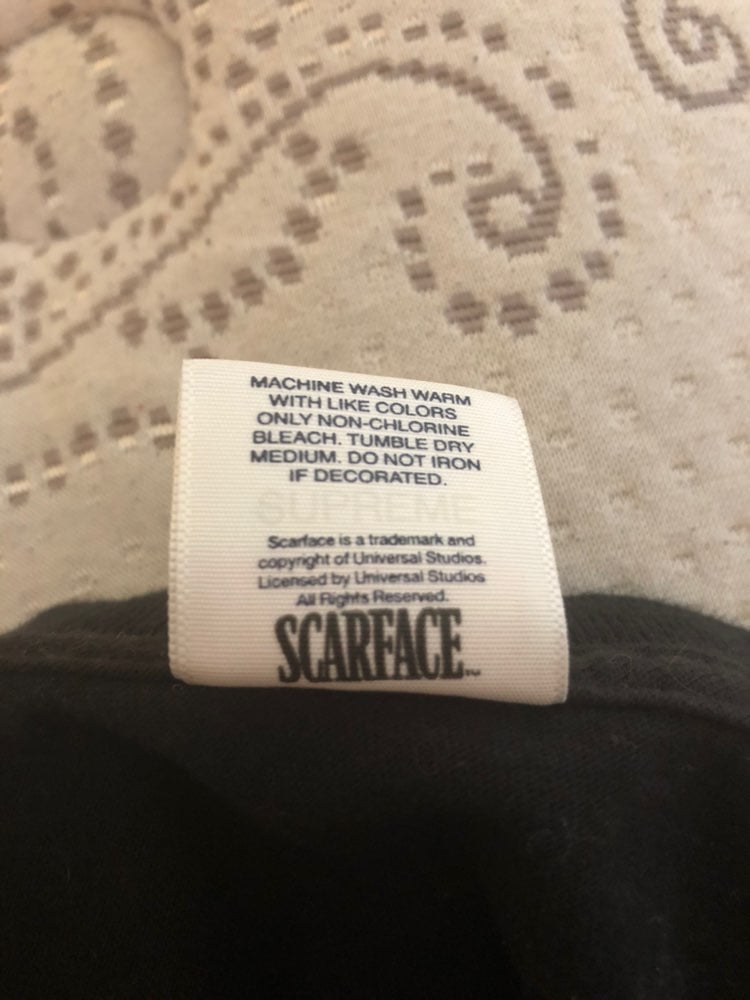 MACHINE WASH WARM
WITH LIKE COLORS
ONLY NON-CHLORINE
BLEACH. TUMBLE DRY
MEDIUM. DO NOT IRON
IF DECORATED.
SUPREME
Scarface is a trademark and
copyright of Universal Studios.
Licensed by Universal Studios
All Rights Reserved.
SCARFACE™